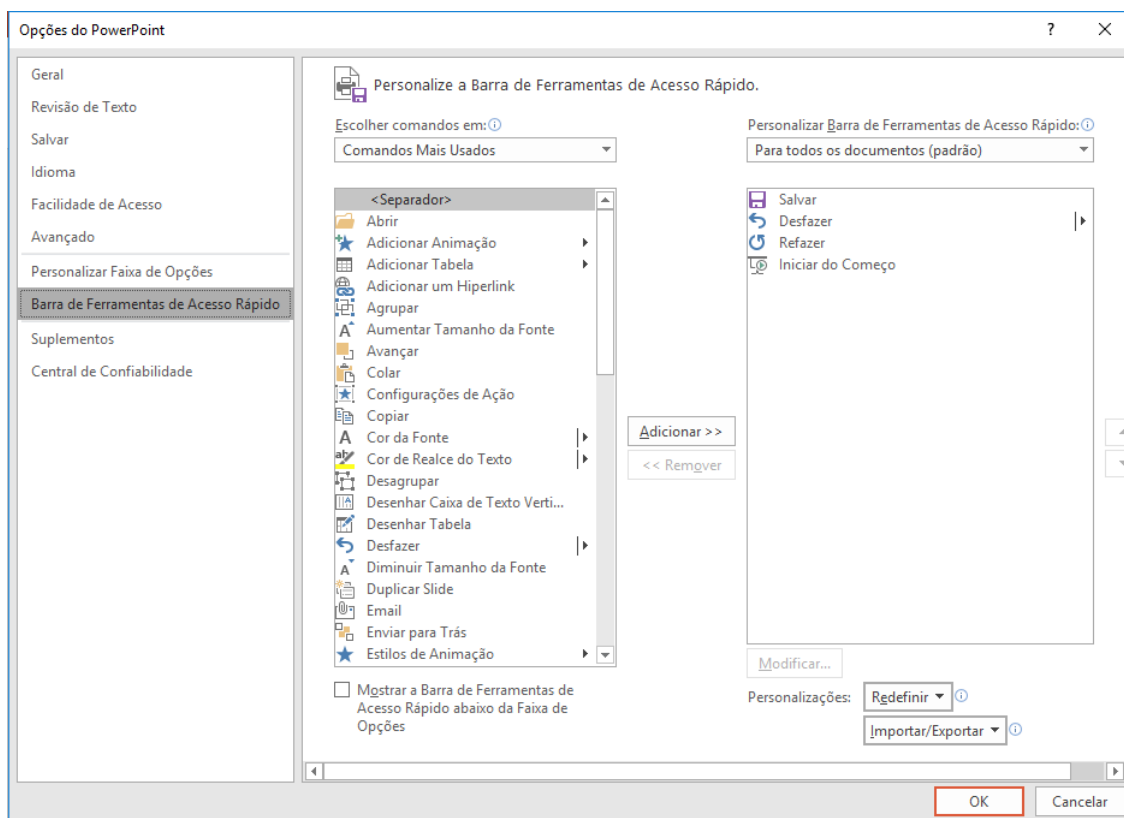 Opções do PowerPoint
?
Geral
Revisão de Texto
Salvar
Idioma
Facilidade de Acesso
Avançado
Personalizar Faixa de Opções
Barra de Ferramentas de Acesso Rápido
Suplementos
Central de Confiabilidade
Personalize a Barra de Ferramentas de Acesso Rápido.
Escolher comandos em:
Comandos Mais Usados
<Separador>
Abrir
Adicionar Animação
Adicionar Tabela
Adicionar um Hiperlink
Agrupar
Aumentar Tamanho da Fonte
Avançar
Colar
Configurações de Ação
Copiar
Cor da Fonte
Cor de Realce do Texto
Desagrupar
Desenhar Caixa de Texto Verti...
Desenhar Tabela
Desfazer
Diminuir Tamanho da Fonte
Duplicar Slide
Email
Enviar para Trás
Estilos de Animação
Mostrar a Barra de Ferramentas de
Acesso Rápido abaixo da Faixa de
Opções
Adicionar >>
<< Remover
Personalizar Barra de Ferramentas de Acesso Rápido:
Para todos os documentos (padrão)
Salvar
Desfazer
Refazer
Iniciar do Começo
Modificar...
Personalizações:
Redefinir
Importar/Exportar
OK
Cancelar